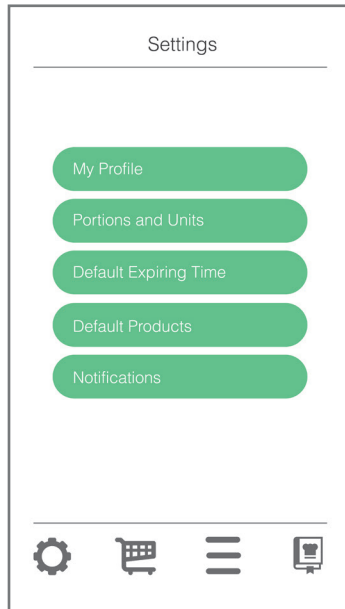 Settings
My Profile
Portions and Units
Default Expiring Time
Default Products
Notifications